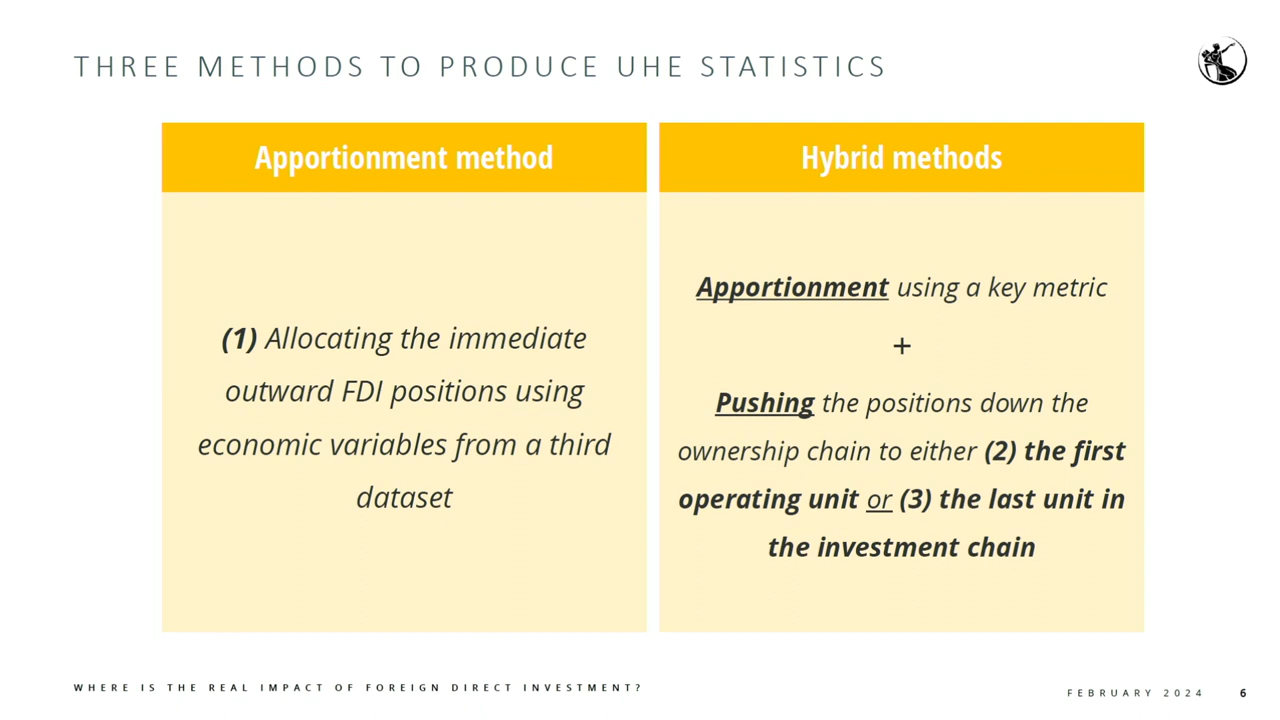 THREE METHODS TO PRODUCE UHE STATISTICS
Apportionment method
(1) Allocating the immediate
outward FDI positions using
economic variables from a third
dataset
Hybrid methods
Apportionment using a key metric
+
Pushing the positions down the
ownership chain to either (2) the first
operating unit or (3) the last unit in
the investment chain
WHERE IS THE REAL IMPACT OF FOREIGN DIRECT INVESTMENT?
FEBRUARY 2024
6